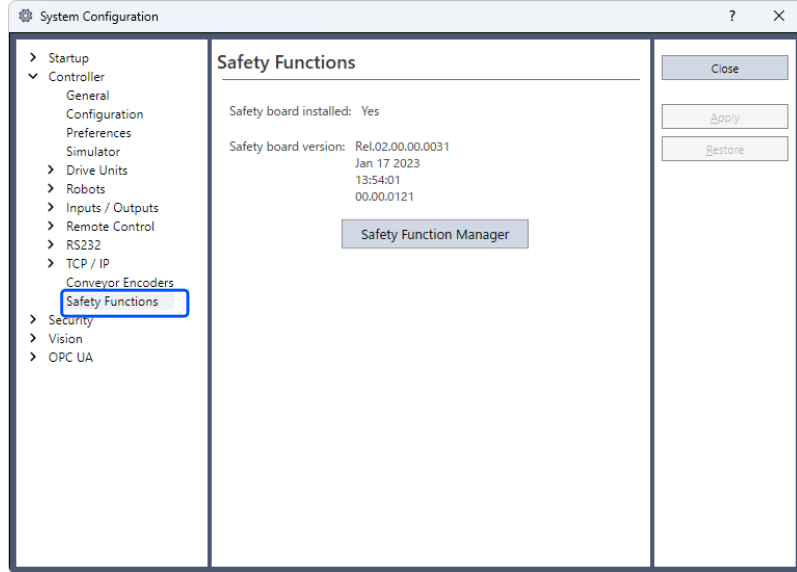 System Configuration
?
Startup
Controller
General
Configuration
Preferences
Simulator
Drive Units
Robots
Inputs / Outputs
Remote Control
RS232
TCP / IP
Conveyor Encoders
Safety Functions
Security
Vision
OPC UA
Safety Functions
Safety board installed: Yes
Safety board version: Rel.02.00.00.0031
Jan 17 2023
13:54:01
00.00.0121
Safety Function Manager
Close
Apply
Restore